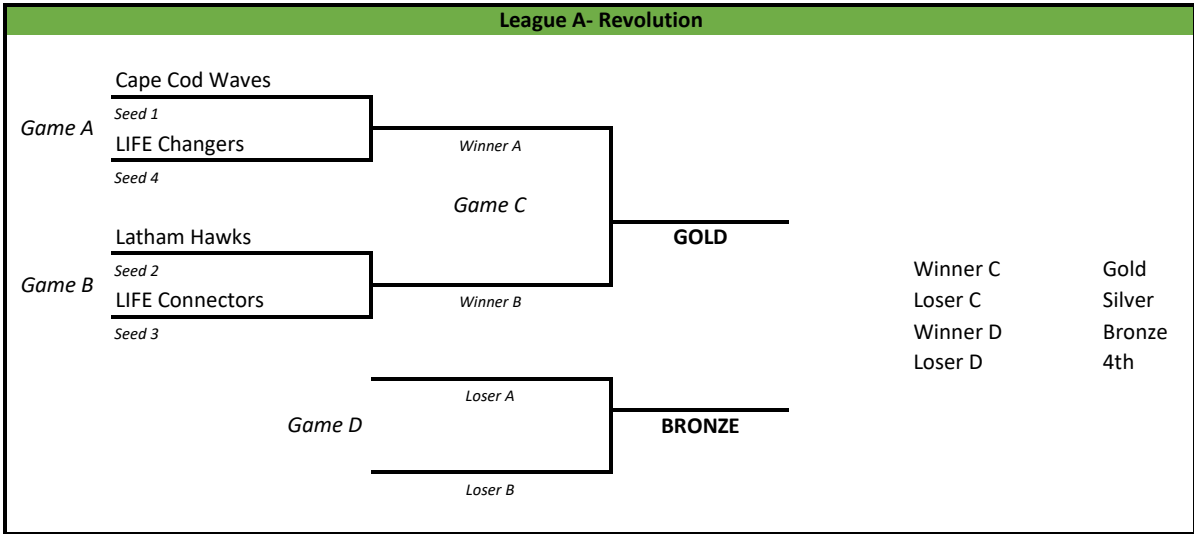 League A- Revolution
Cape Cod Waves
Game A
Seed 1
LIFE Changers
Seed 4
Winner A
Game C
GOLD
Latham Hawks
Game B
Seed 2
LIFE Connectors
Seed 3
Winner B
Winner C Gold
Loser C Silver
Winner D Bronze
Loser D 4th
Loser A
Game D
BRONZE
Loser B